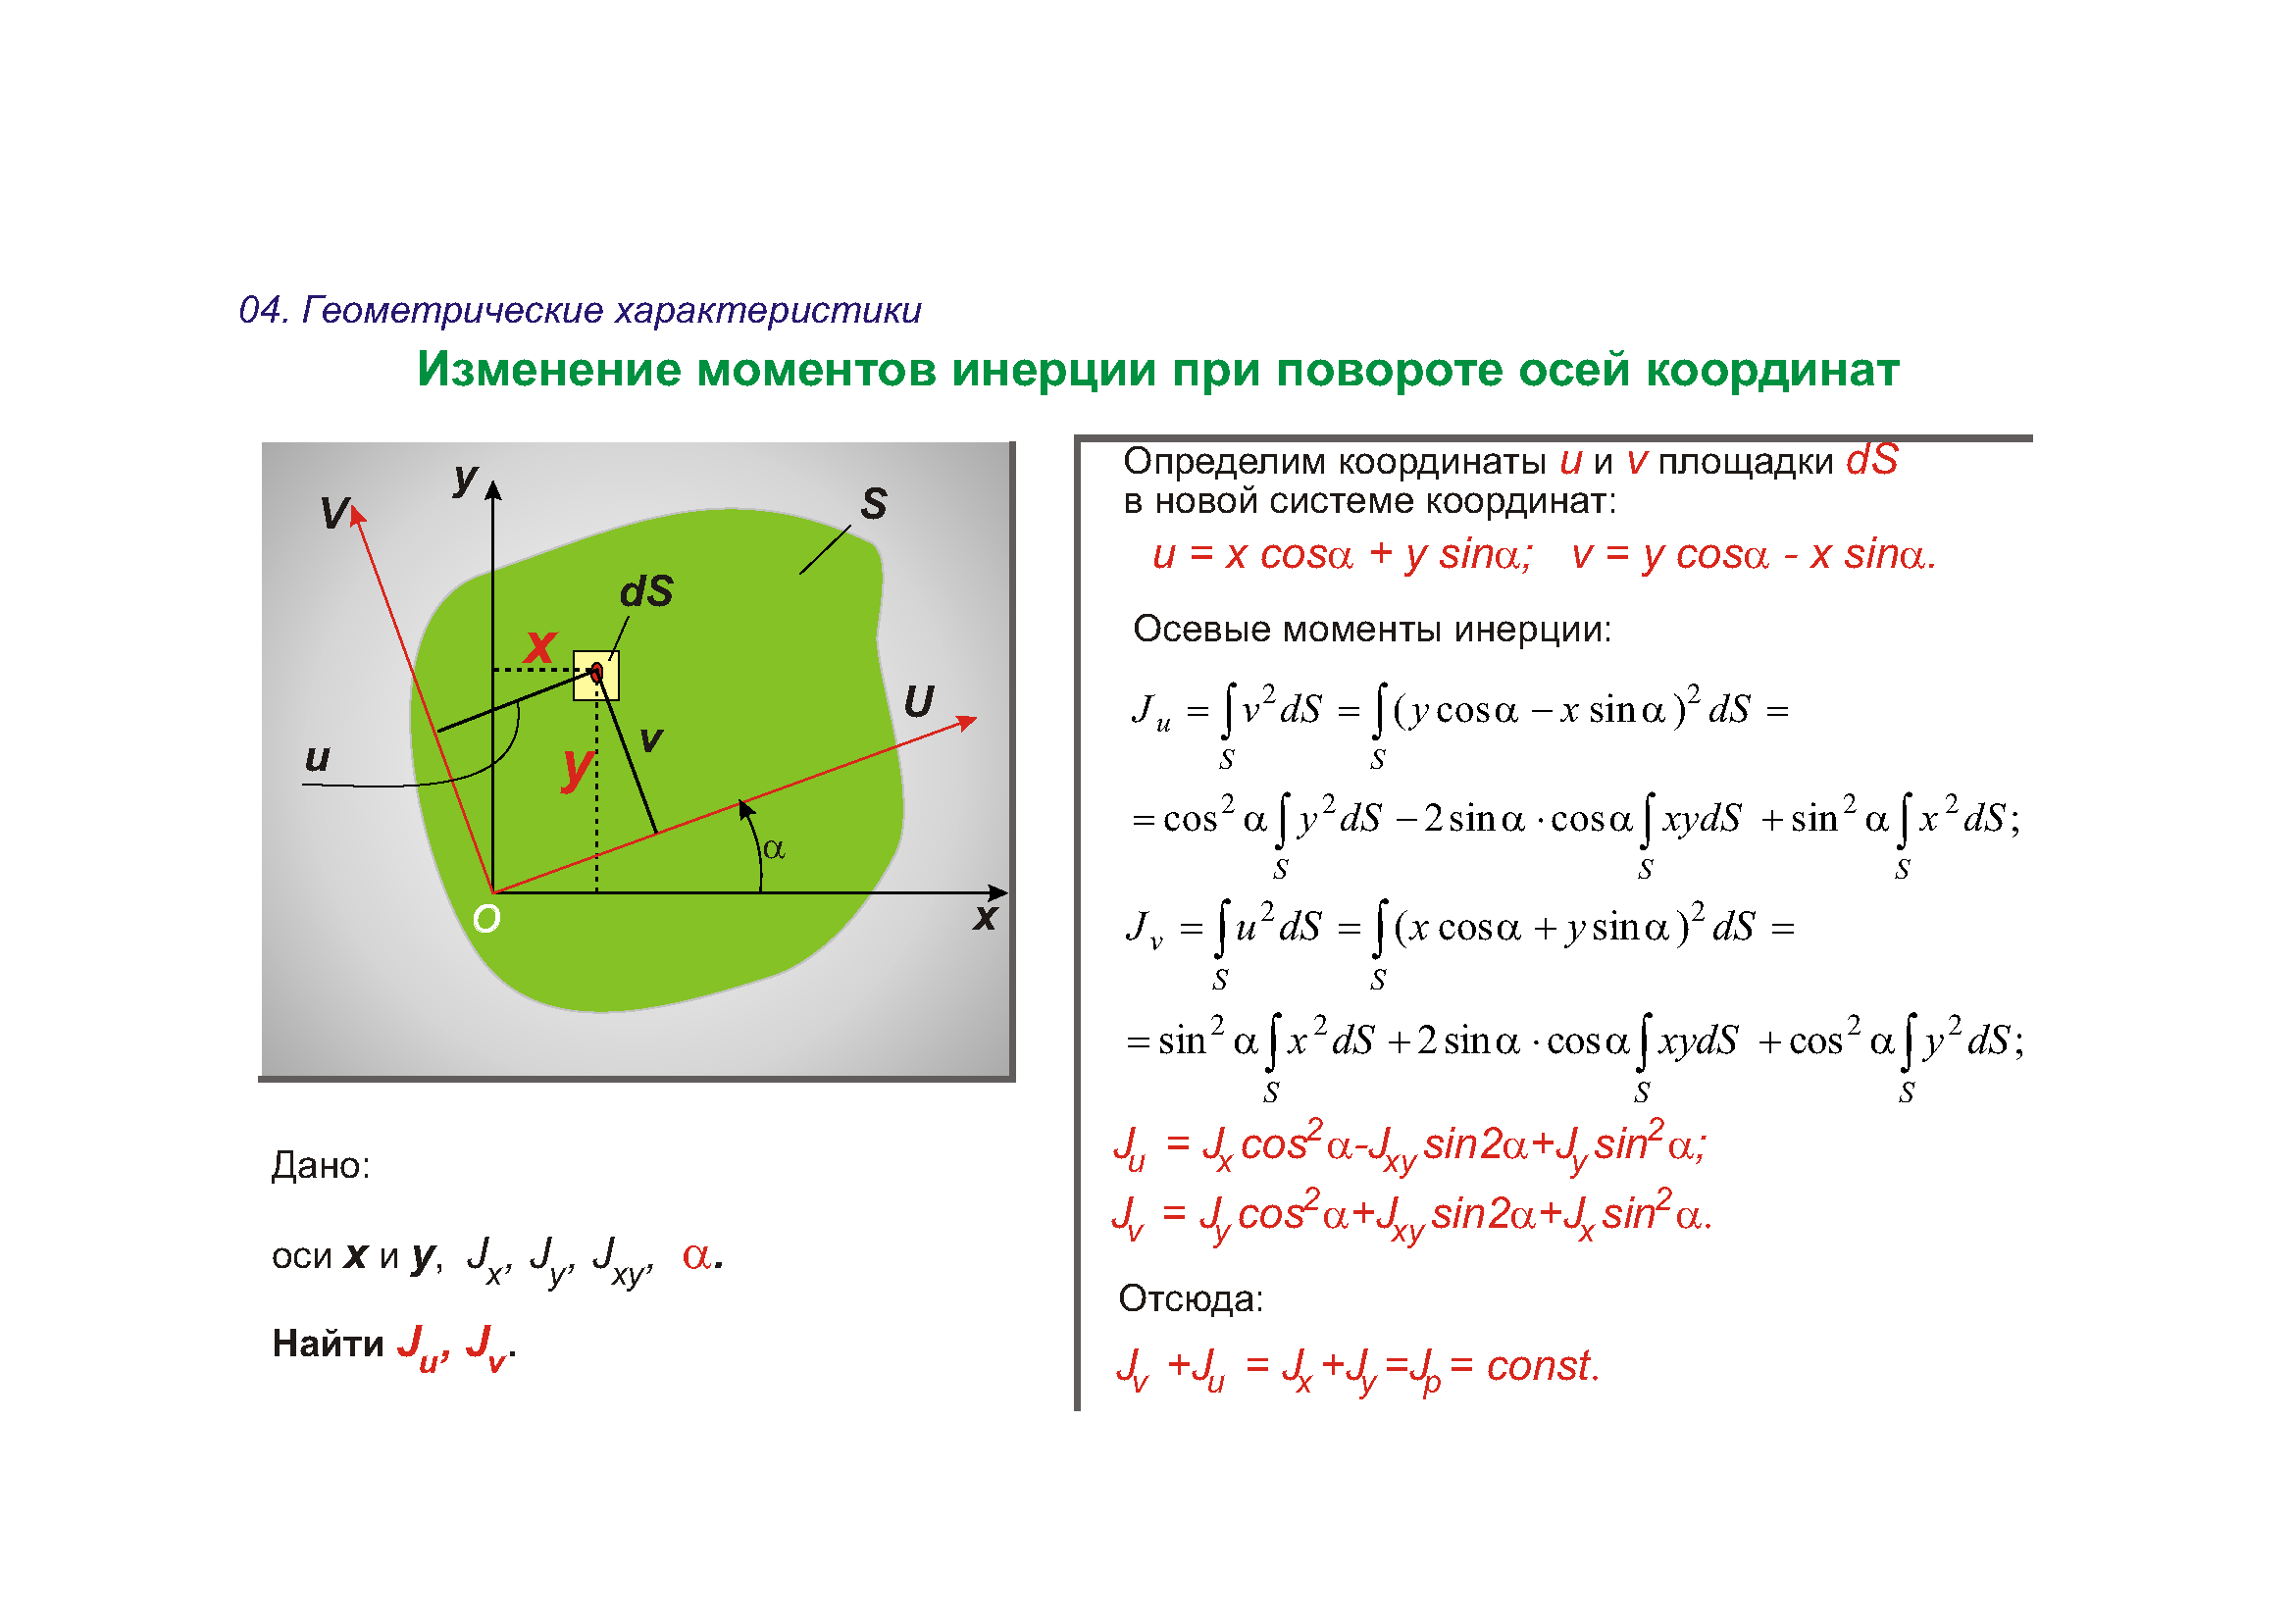 04. Геометрические характеристики
Изменение моментов инерции при повороте осей координат
y
V
S
dS
x
U
v
u
y
α
O
x
Дано:
оси x и y, J_x, J_y, J_xy, α.
Найти J_u, J_v.
Определим координаты u и v площадки dS
в новой системе координат:
u = x cosα + y sinα; v = y cosα - x sinα.
Осевые моменты инерции:
J_u = ∫_S v²dS = ∫_S (y cosα − x sinα)² dS =
= cos² α ∫_S y²dS − 2 sinα · cosα ∫_S xydS + sin² α ∫_S x²dS;
J_v = ∫_S u²dS = ∫_S (x cosα + y sinα)² dS =
= sin² α ∫_S x²dS + 2 sinα · cosα ∫_S xydS + cos² α ∫_S y²dS;
J_u = J_x cos²α-J_xy sin2α+J_y sin²α;
J_v = J_y cos²α+J_xy sin2α+J_x sin²α.
Отсюда:
J_v +J_u = J_x +J_y =J_p = const.